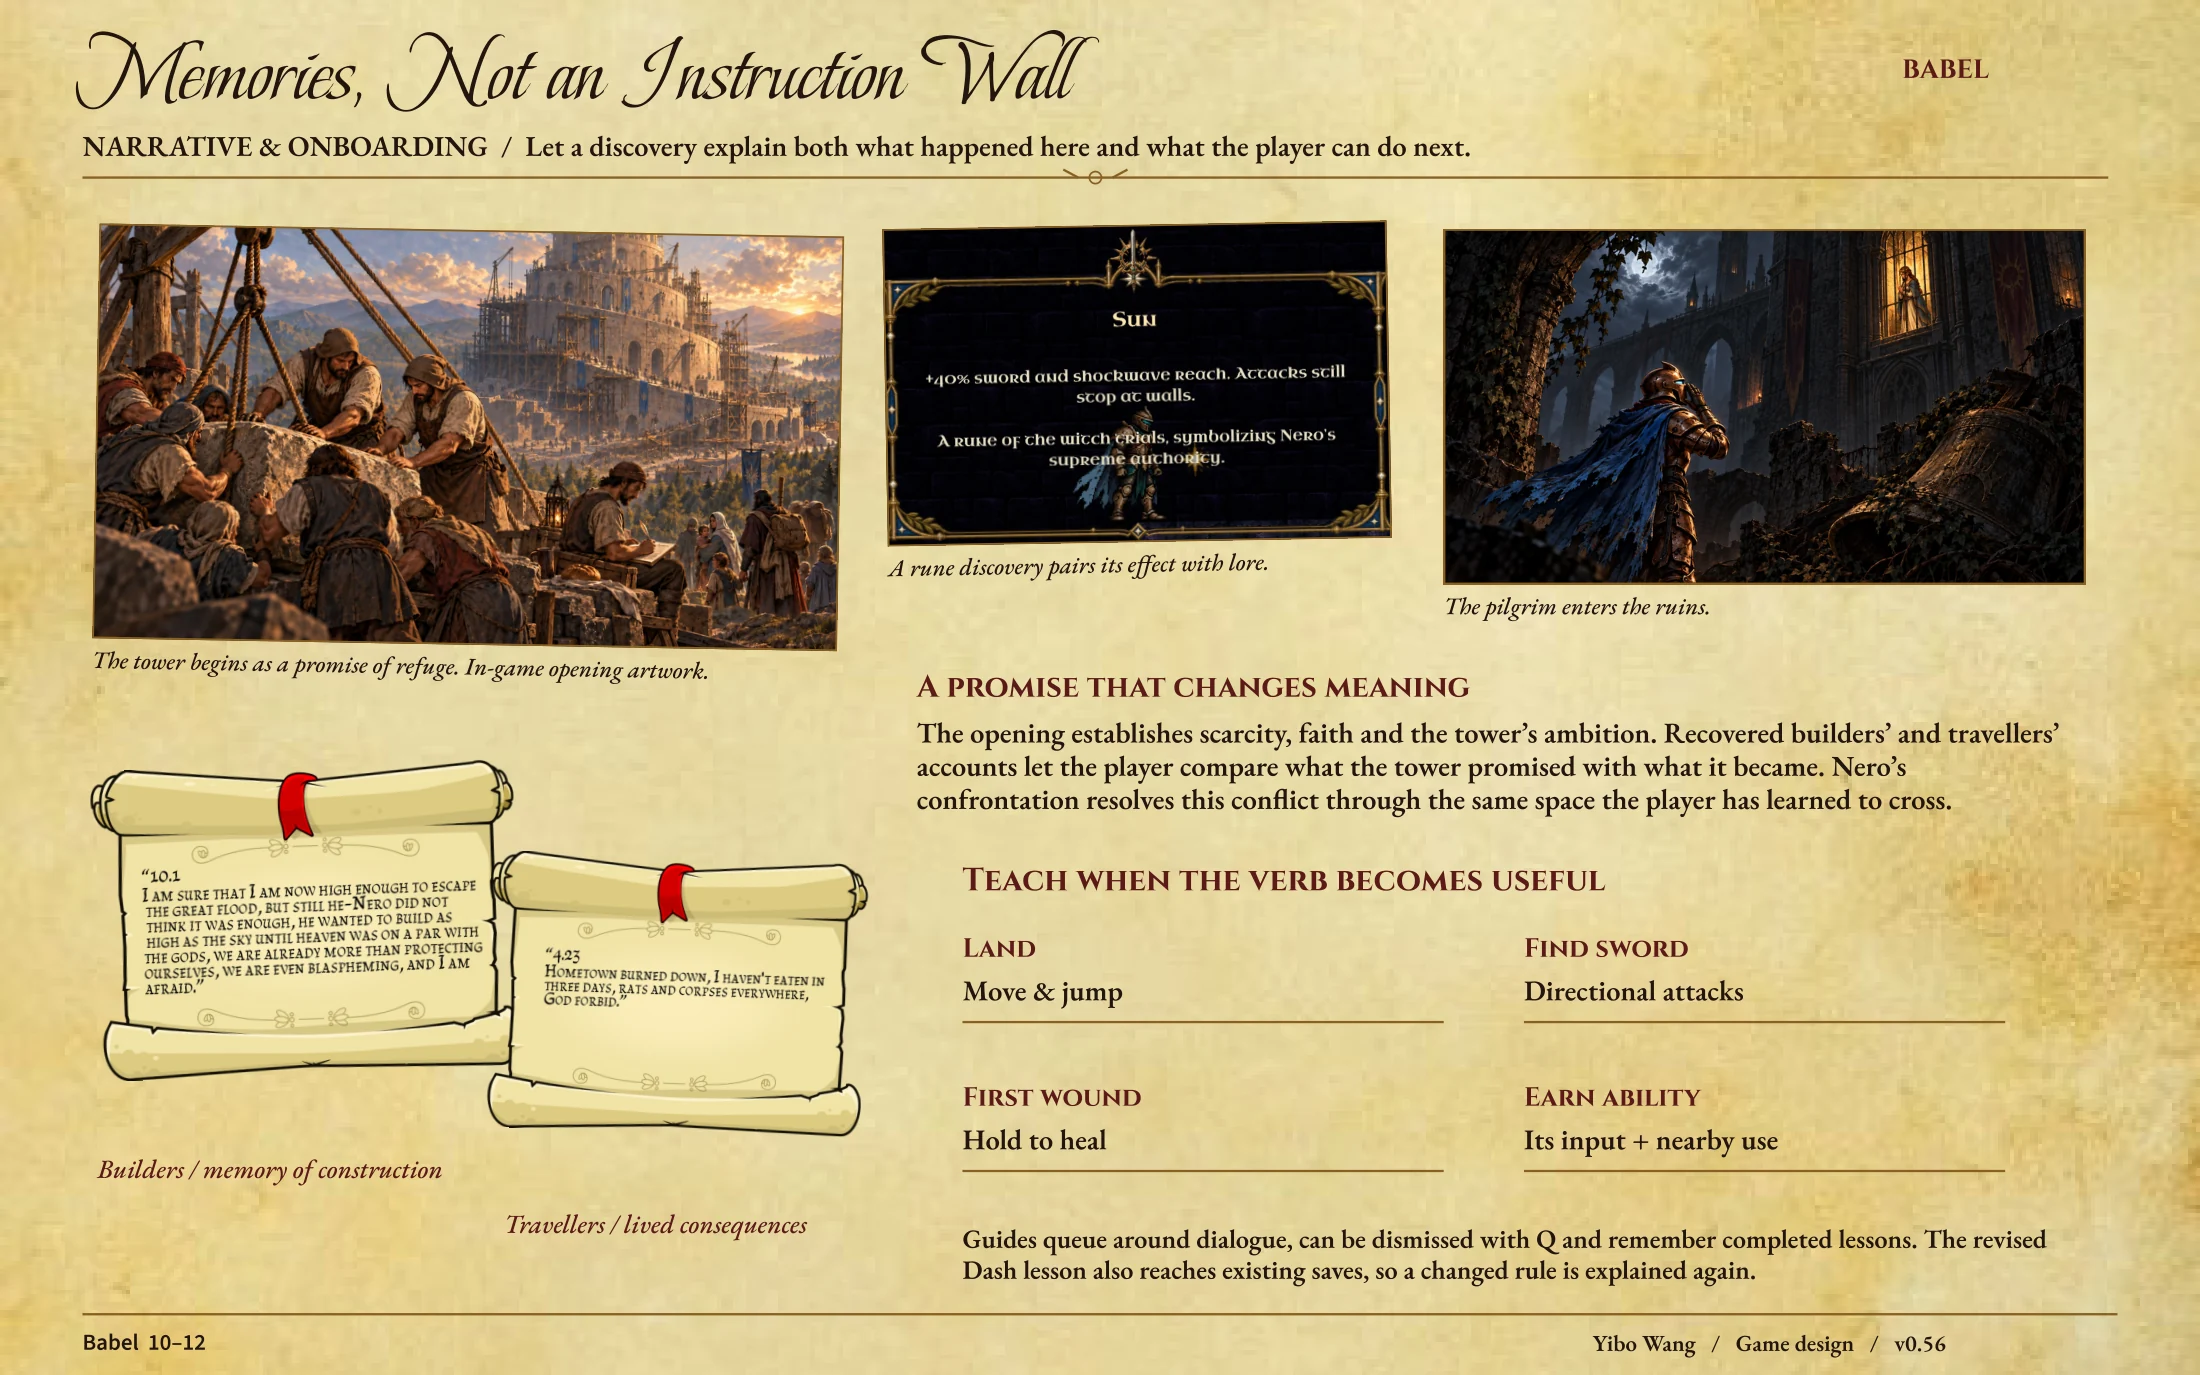 Memories, Not an Instruction Wall
BABEL
NARRATIVE & ONBOARDING / Let a discovery explain both what happened here and what the player can do next.
Sun
+40% sword and shockwave reach. Attacks still
stop at walls.
A rune of the witch trials, symbolizing Nero's
supreme authority.
A rune discovery pairs its effect with lore.
The pilgrim enters the ruins.
The tower begins as a promise of refuge. In-game opening artwork.
A PROMISE THAT CHANGES MEANING
The opening establishes scarcity, faith and the tower's ambition. Recovered builders' and travellers'
accounts let the player compare what the tower promised with what it became. Nero's
confrontation resolves this conflict through the same space the player has learned to cross.
"10.1
I AM SURE THAT I AM NOW HIGH ENOUGH TO ESCAPE
THE GREAT FLOOD, BUT STILL HE-NERO DID NOT
THINK IT WAS ENOUGH, HE WANTED TO BUILD AS
HIGH AS THE SKY UNTIL HEAVEN WAS ON A PAR WITH
THE GODS, WE ARE ALREADY MORE THAN PROTECTING
OURSELVES, WE ARE EVEN BLASPHEMING, AND I AM
AFRAID."
"4.23
HOMETOWN BURNED DOWN, I HAVEN'T EATEN IN
THREE DAYS, RATS AND CORPSES EVERYWHERE,
GOD FORBID."
Builders / memory of construction
Travellers / lived consequences
TEACH WHEN THE VERB BECOMES USEFUL
LAND
Move & jump
FIND SWORD
Directional attacks
FIRST WOUND
Hold to heal
EARN ABILITY
Its input + nearby use
Guides queue around dialogue, can be dismissed with Q and remember completed lessons. The revised
Dash lesson also reaches existing saves, so a changed rule is explained again.
Babel 10–12
Yibo Wang / Game design / v0.56